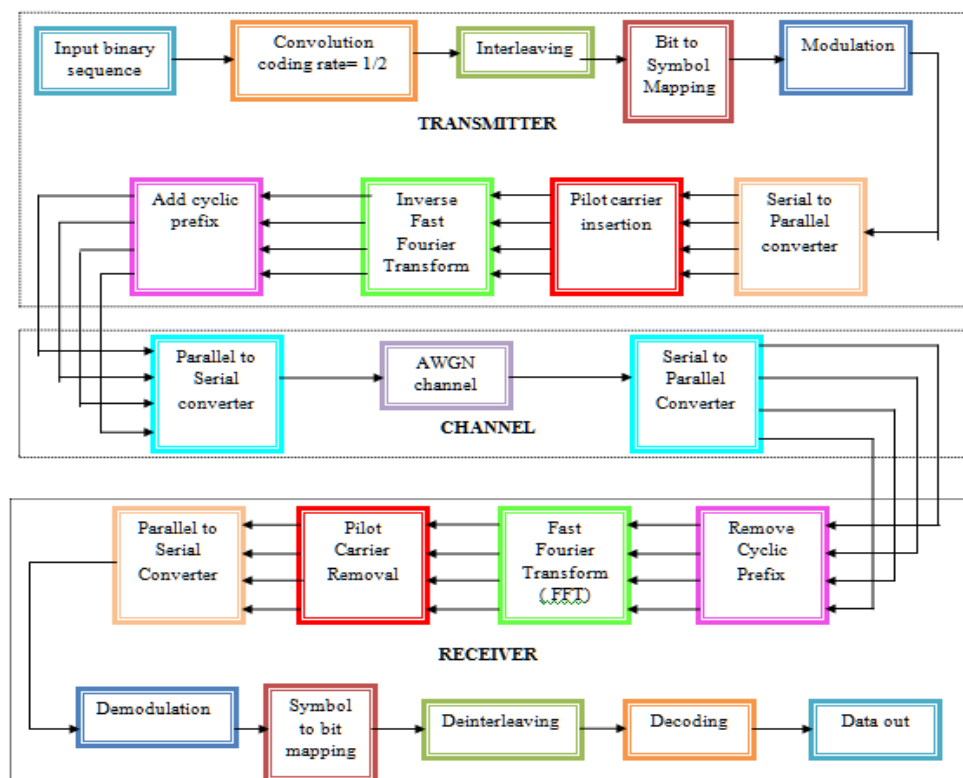 Input binary
sequence
Convolution
coding rate= 1/2
Interleaving
Bit to
Symbol
Mapping
Modulation
TRANSMITTER
Add cyclic
prefix
Inverse
Fast
Fourier
Transform
Pilot carrier
insertion
Serial to
Parallel
converter
Parallel to
Serial
converter
AWGN
channel
Serial to
Parallel
Converter
CHANNEL
Parallel to
Serial
Converter
Pilot
Carrier
Removal
Fast
Fourier
Transform
( FFT)
Remove
Cyclic
Prefix
RECEIVER
Demodulation
Symbol
to bit
mapping
Deinterleaving
Decoding
Data out